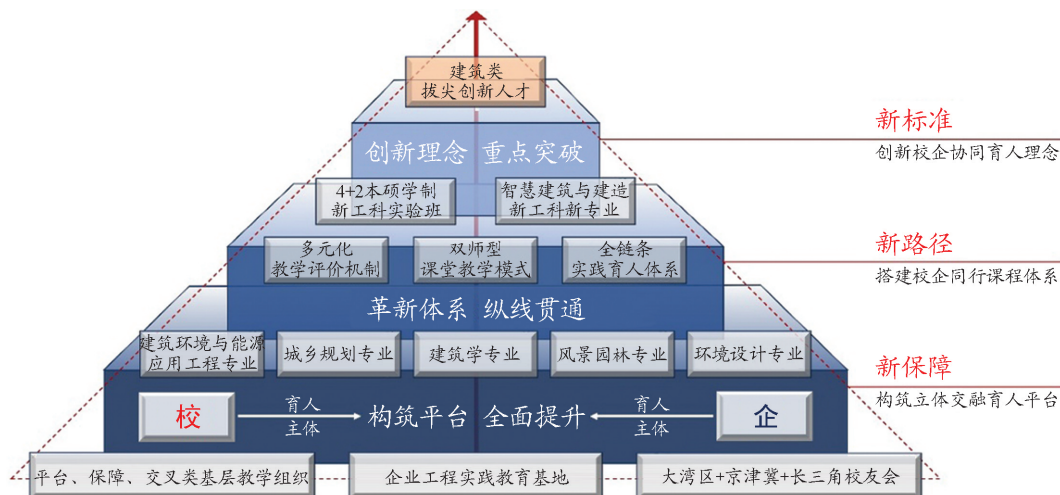 建筑类
拔尖创新人才
新标准
创新校企协同育人理念
创新理念 重点突破
4+2本硕学制
新工科实验班
智慧建筑与建造
新工科新专业
多元化
教学评价机制
双师型
课堂教学模式
全链条
实践育人体系
新路径
搭建校企同行课程体系
革新体系 纵线贯通
建筑环境与能源
应用工程专业
城乡规划专业
建筑学专业
风景园林专业
环境设计专业
新保障
构筑立体交融育人平台
校
育人
主体
构筑平台 全面提升
育人
主体
企
平台、保障、交叉类基层教学组织
企业工程实践教育基地
大湾区+京津冀+长三角校友会